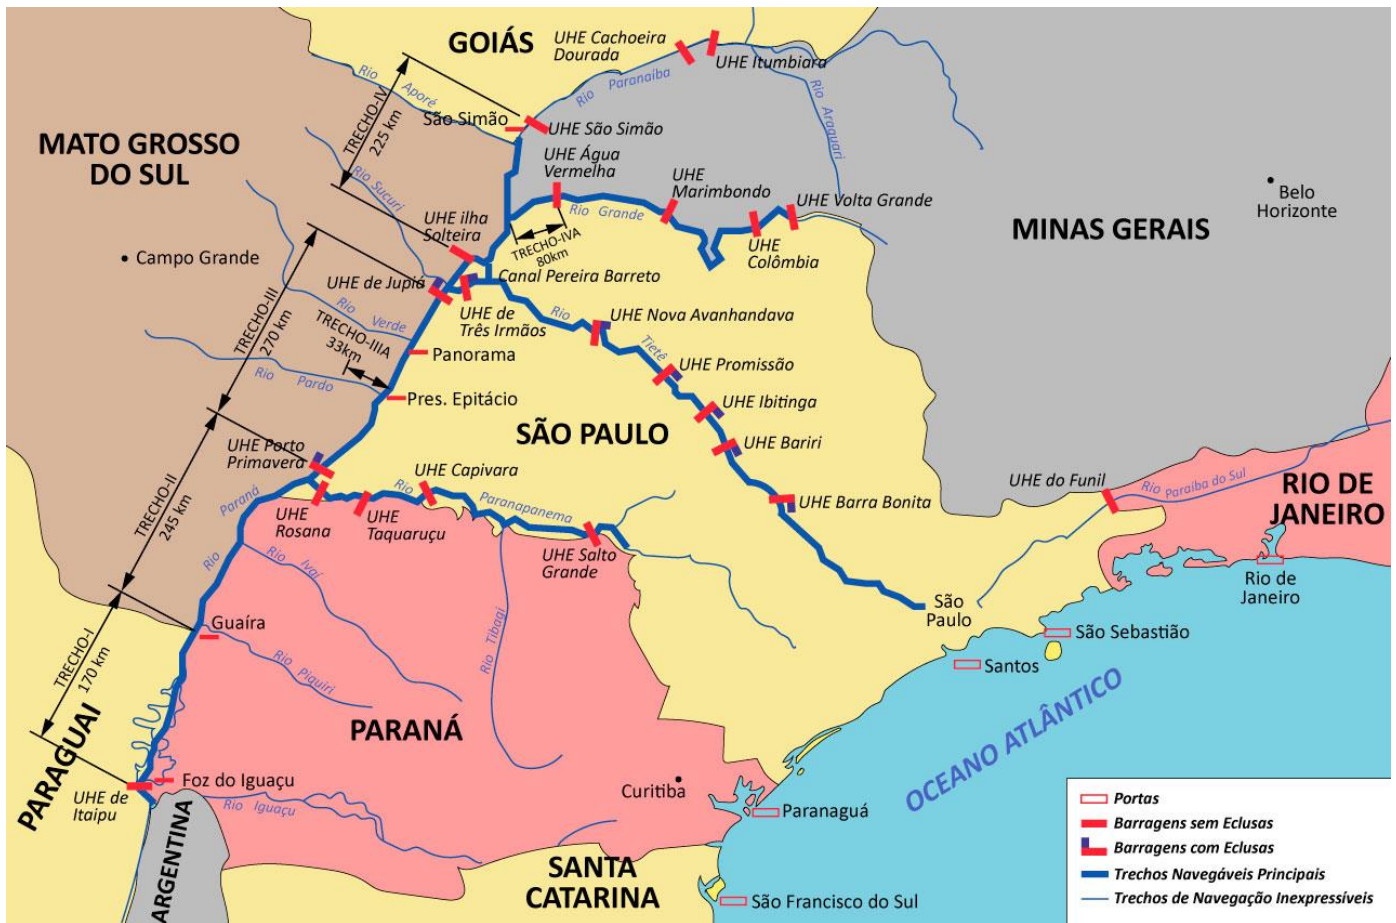 GOIÁS
UHE Cachoeira
Dourada
UHE Itumbiara
Rio Paranaíba
Rio Araguari
Rio Aporé
TRECHO-IV
225 km
São Simão
UHE São Simão
MATO GROSSO
DO SUL
Rio Sucuri
UHE Água
Vermelha
UHE
Marimbondo
UHE Volta Grande
Rio Grande
UHE
Colômbia
TRECHO-IVA
80km
Belo
Horizonte
MINAS GERAIS
UHE ilha
Solteira
Campo Grande
Canal Pereira Barreto
UHE de Jupiá
UHE de
Três Irmãos
TRECHO-III
270 km
Rio Verde
TRECHO-IIIA
33km
Rio Tietê
UHE Nova Avanhandava
Panorama
UHE Promissão
Rio Pardo
Pres. Epitácio
UHE Ibitinga
SÃO PAULO
UHE Bariri
UHE Porto
Primavera
UHE Capivara
UHE do Funil
Rio Paraiba do Sul
RIO DE
JANEIRO
TRECHO-II
245 km
Rio Paraná
UHE
Rosana
UHE
Taquaruçu
Rio Paranapanema
UHE Barra Bonita
UHE Salto
Grande
Rio Ivaí
Rio de
Janeiro
São
Paulo
Rio Tibagi
Guaíra
TRECHO-I
170 km
Rio Piquiri
São Sebastião
Santos
PARANÁ
OCEANO ATLÂNTICO
PARAGUAI
Foz do Iguaçu
UHE de
Itaipu
Rio Iguaçu
Curitiba
Paranaguá
ARGENTINA
SANTA
CATARINA
São Francisco do Sul
Portas
Barragens sem Eclusas
Barragens com Eclusas
Trechos Navegáveis Principais
Trechos de Navegação Inexpressíveis